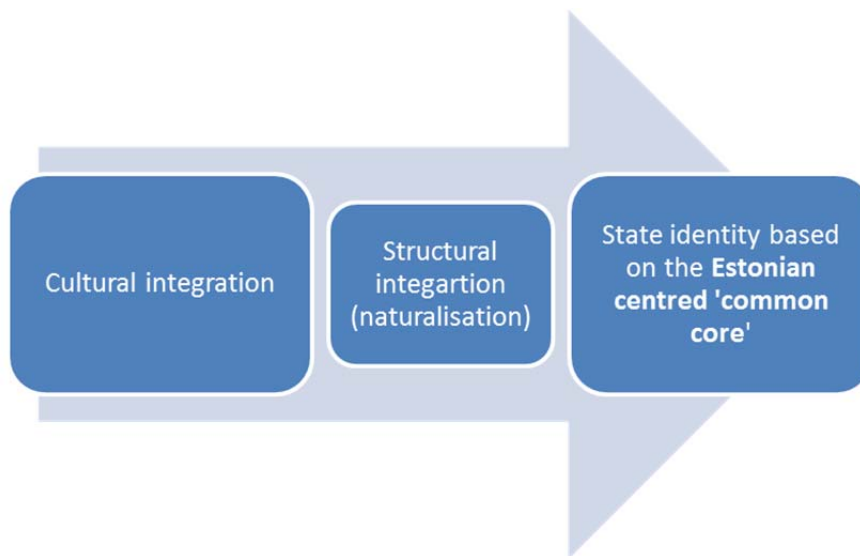 Cultural integration
Structural
integartion
(naturalisation)
State identity based
on the Estonian
centred 'common
core'